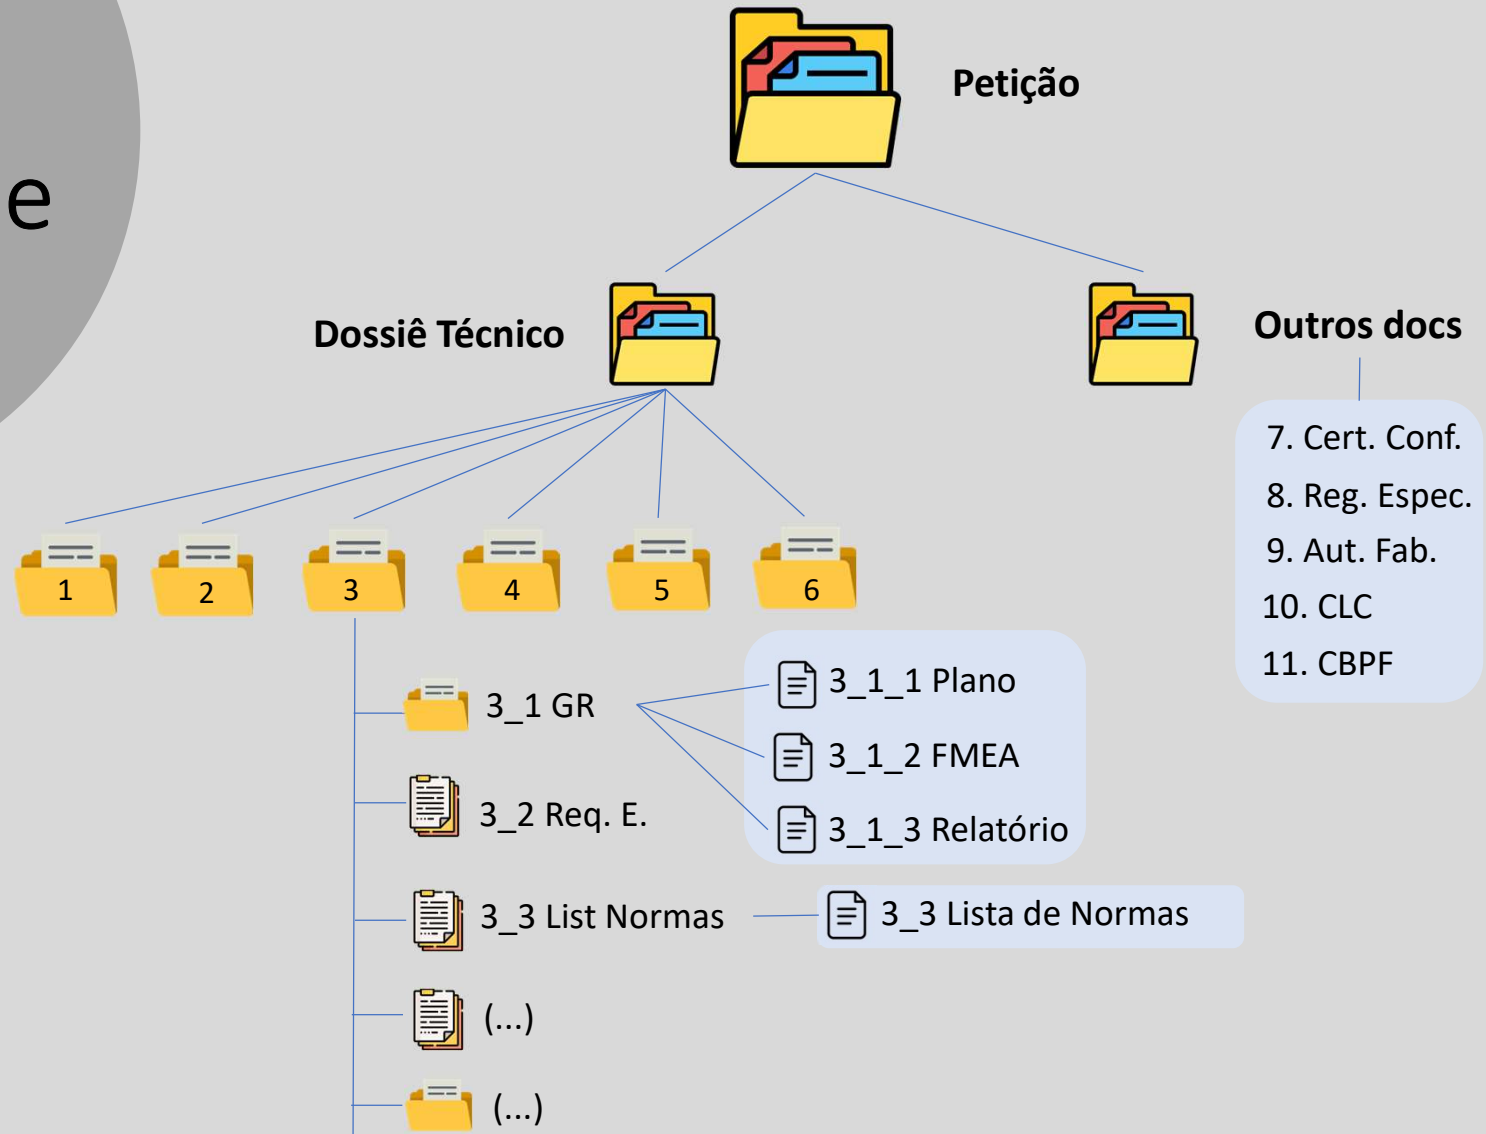 e
Petição
Dossiê Técnico
Outros docs
7. Cert. Conf.
8. Reg. Espec.
9. Aut. Fab.
10. CLC
11. CBPF
1
2
3
4
5
6
3_1 GR
3_1_1 Plano
3_1_2 FMEA
3_1_3 Relatório
3_2 Req. E.
3_3 List Normas
3_3 Lista de Normas
(...)
(...)